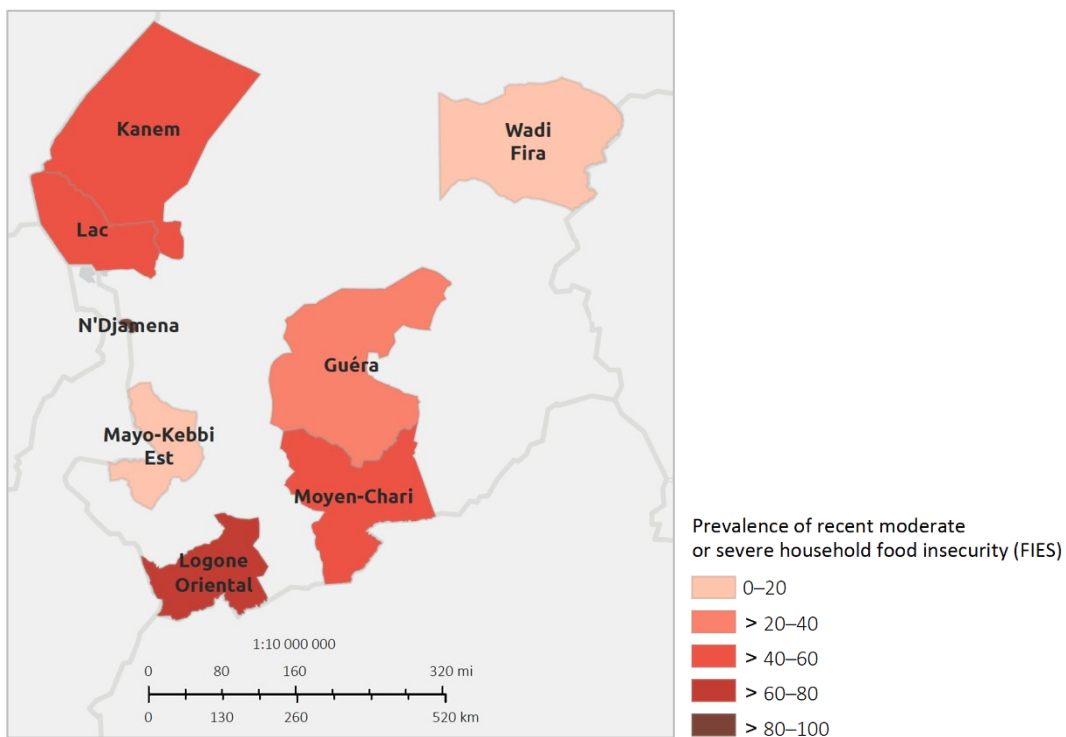 Kanem
Wadi
Fira
Lac
N'Djamena
Guéra
Mayo-Kebbi
Est
Moyen-Chari
Logone
Oriental
1:10 000 000
0 80 160 320 mi
0 130 260 520 km
Prevalence of recent moderate
or severe household food insecurity (FIES)
0–20
> 20–40
> 40–60
> 60–80
> 80–100